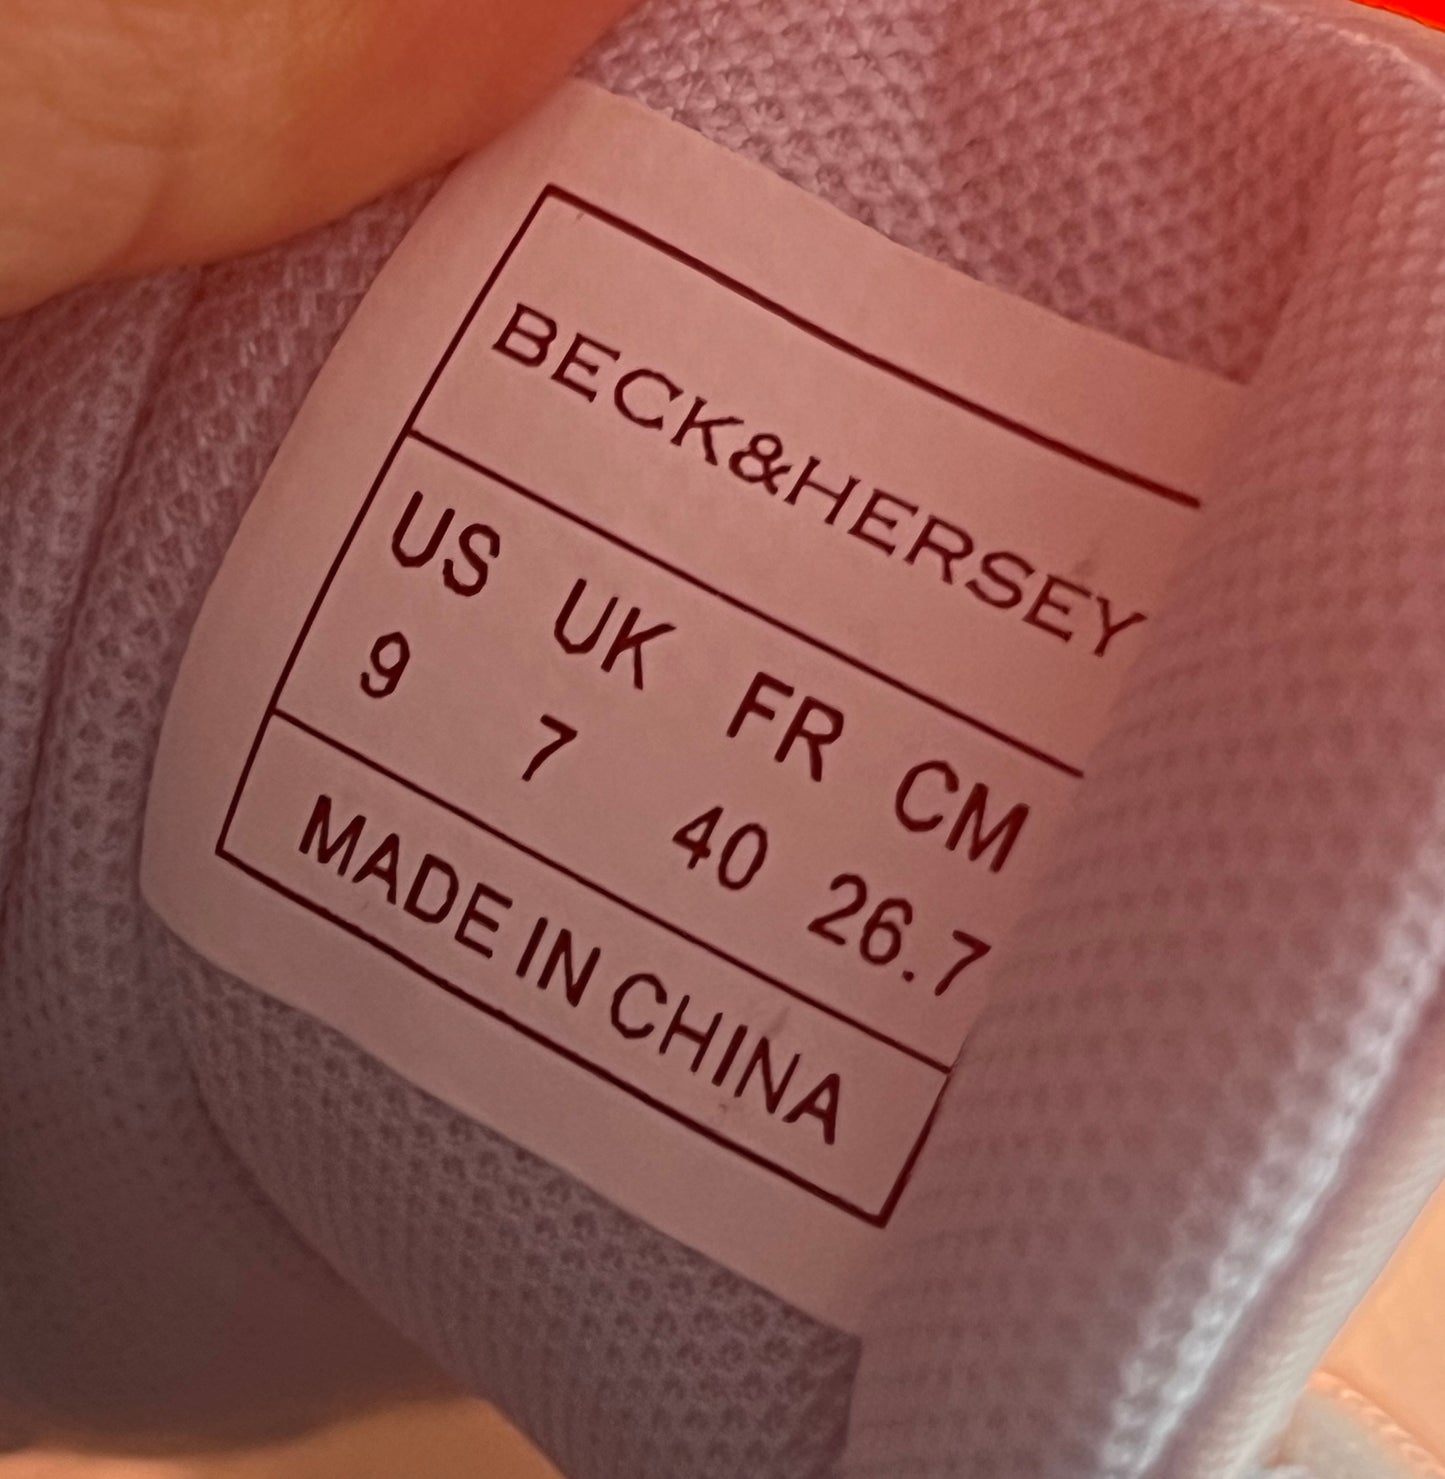 BECK&HERSEY
US UK FR CM
9 7 40 26.7
MADE IN CHINA